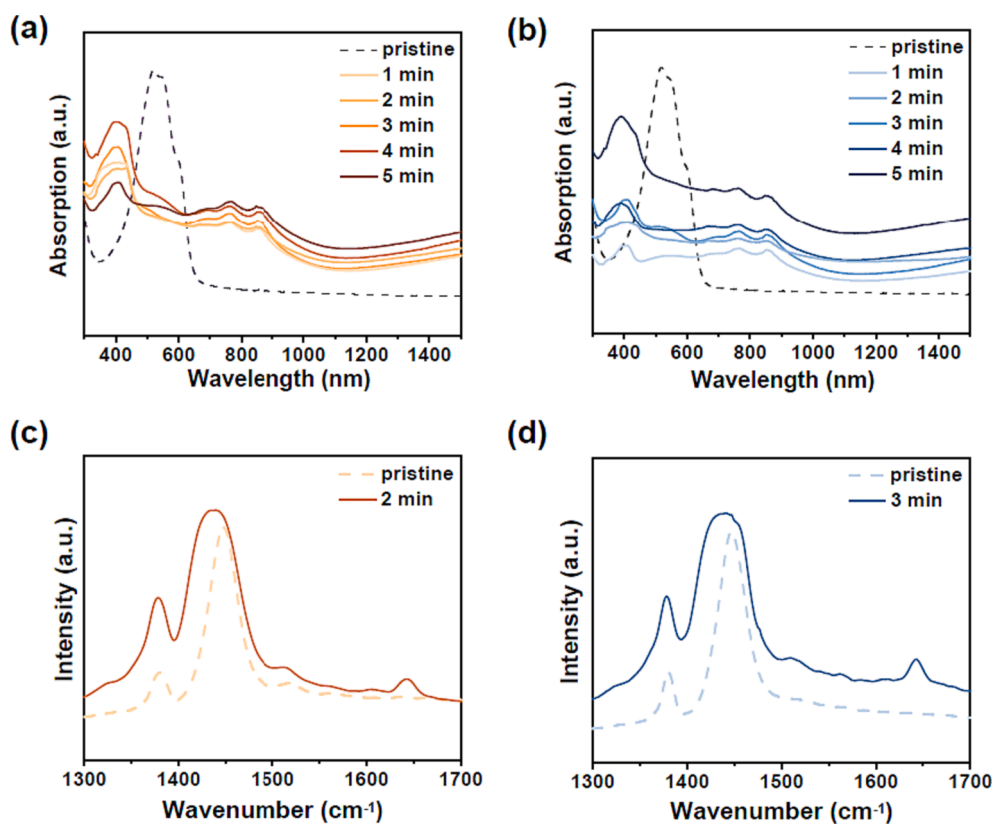 (a)
Absorption (a.u.)
pristine
1 min
2 min
3 min
4 min
5 min
400 600 800 1000 1200 1400
Wavelength (nm)
(b)
Absorption (a.u.)
pristine
1 min
2 min
3 min
4 min
5 min
400 600 800 1000 1200 1400
Wavelength (nm)
(c)
Intensity (a.u.)
pristine
2 min
1300 1400 1500 1600 1700
Wavenumber (cm⁻¹)
(d)
Intensity (a.u.)
pristine
3 min
1300 1400 1500 1600 1700
Wavenumber (cm⁻¹)